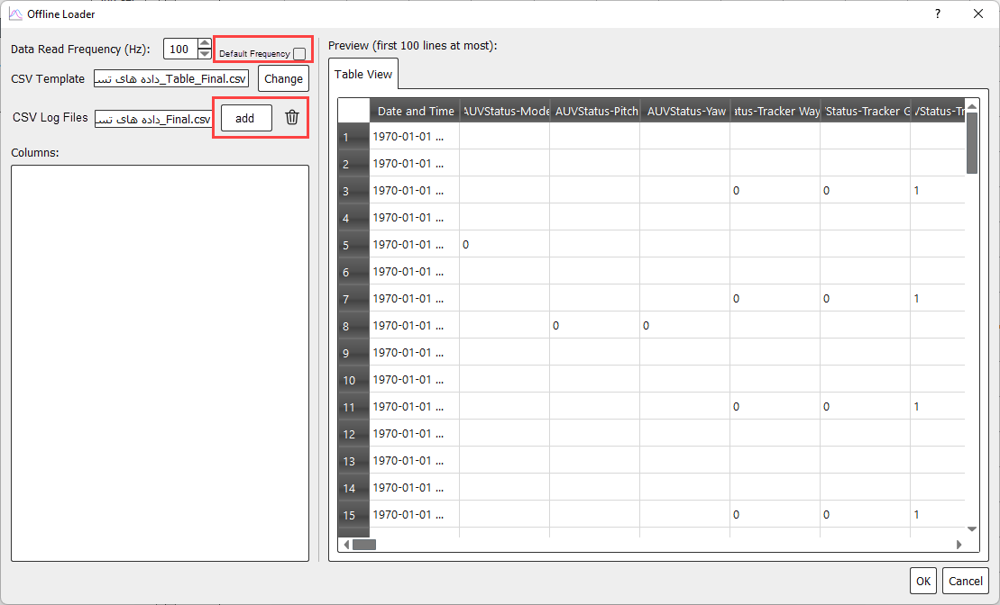 Offline Loader
?
Data Read Frequency (Hz): 100 Default Frequency
CSV Template داده های تس_Table_Final.csv Change
CSV Log Files داده های تس_Final.csv add
Columns:
Preview (first 100 lines at most):
Table View
Date and Time AUVStatus-Mode AUVStatus-Pitch AUVStatus-Yaw tus-Tracker Way Status-Tracker G Status-Tr
1 1970-01-01 ...
2 1970-01-01 ...
3 1970-01-01 ... 0 0 1
4 1970-01-01 ...
5 1970-01-01 ... 0
6 1970-01-01 ...
7 1970-01-01 ... 0 0 1
8 1970-01-01 ... 0 0
9 1970-01-01 ...
10 1970-01-01 ...
11 1970-01-01 ... 0 0 1
12 1970-01-01 ...
13 1970-01-01 ...
14 1970-01-01 ...
15 1970-01-01 ... 0 0 1
OK Cancel